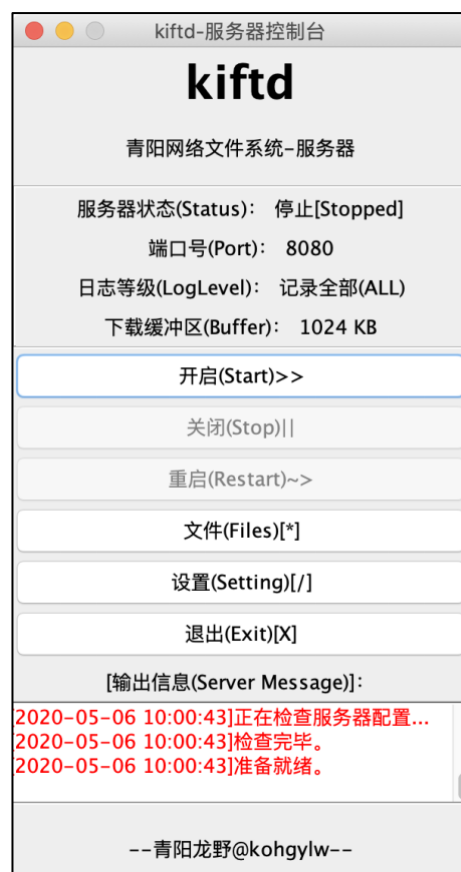 kiftd-服务器控制台
kiftd
青阳网络文件系统-服务器
服务器状态(Status)： 停止[Stopped]
端口号(Port)： 8080
日志等级(LogLevel)： 记录全部(ALL)
下载缓冲区(Buffer)： 1024 KB
开启(Start)>>
关闭(Stop)||
重启(Restart)~>
文件(Files)[*]
设置(Setting)[/]
退出(Exit)[X]
[输出信息(Server Message)]：
[2020-05-06 10:00:43]正在检查服务器配置...
[2020-05-06 10:00:43]检查完毕。
[2020-05-06 10:00:43]准备就绪。
--青阳龙野@kohgylw--